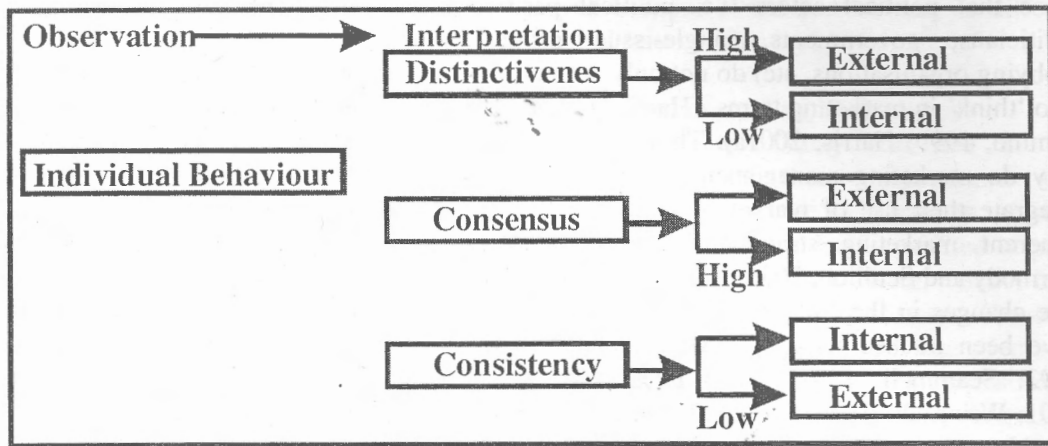 Observation
Interpretation
High
External
Distinctivenes
Low
Internal
Individual Behaviour
Consensus
External
High
Internal
Consistency
Internal
Low
External